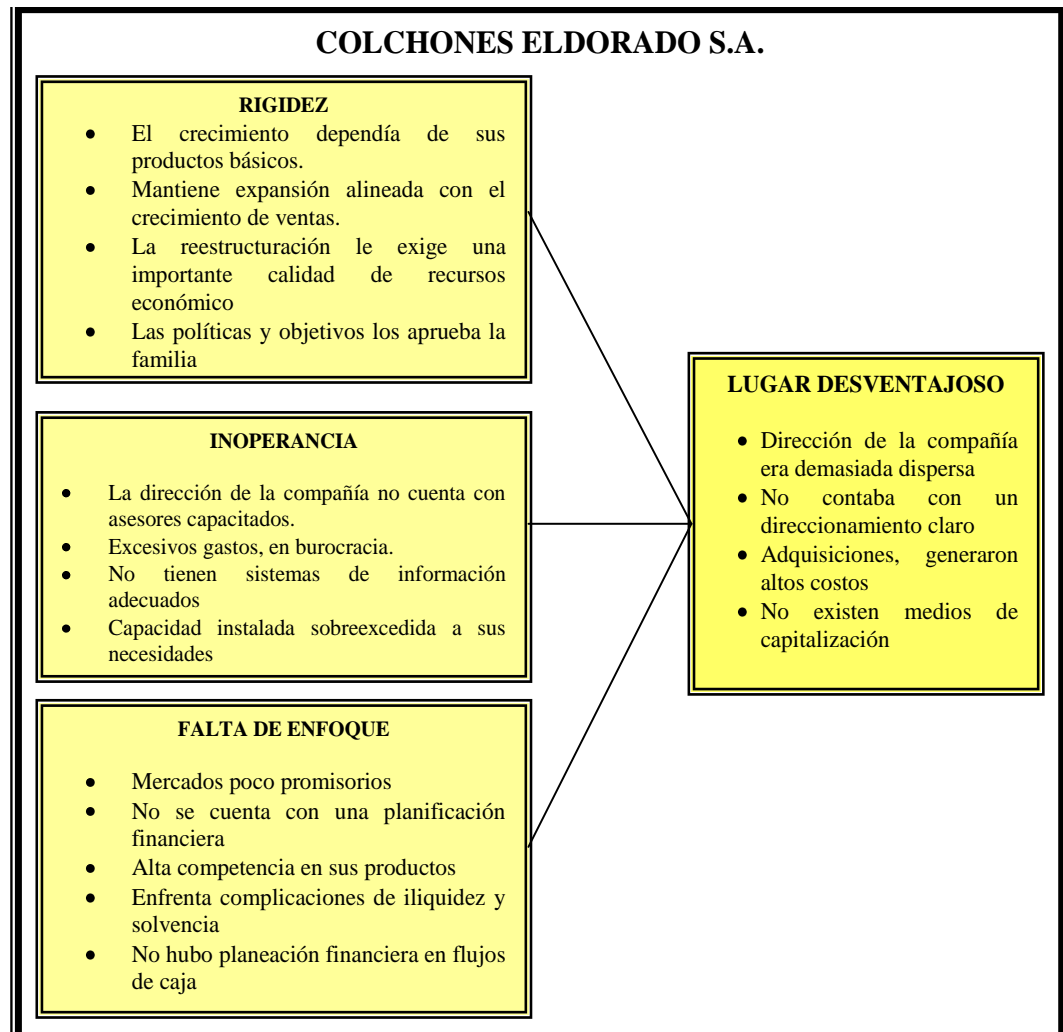 COLCHONES ELDORADO S.A.
RIGIDEZ
• El crecimiento dependía de sus
productos básicos.
• Mantiene expansión alineada con el
crecimiento de ventas.
• La reestructuración le exige una
importante calidad de recursos
económico
• Las políticas y objetivos los aprueba la
familia
INOPERANCIA
• La dirección de la compañía no cuenta con
asesores capacitados.
• Excesivos gastos, en burocracia.
• No tienen sistemas de información
adecuados
• Capacidad instalada sobreexcedida a sus
necesidades
FALTA DE ENFOQUE
• Mercados poco promisorios
• No se cuenta con una planificación
financiera
• Alta competencia en sus productos
• Enfrenta complicaciones de iliquidez y
solvencia
• No hubo planeación financiera en flujos
de caja
LUGAR DESVENTAJOSO
• Dirección de la compañía
era demasiada dispersa
• No contaba con un
direccionamiento claro
• Adquisiciones, generaron
altos costos
• No existen medios de
capitalización